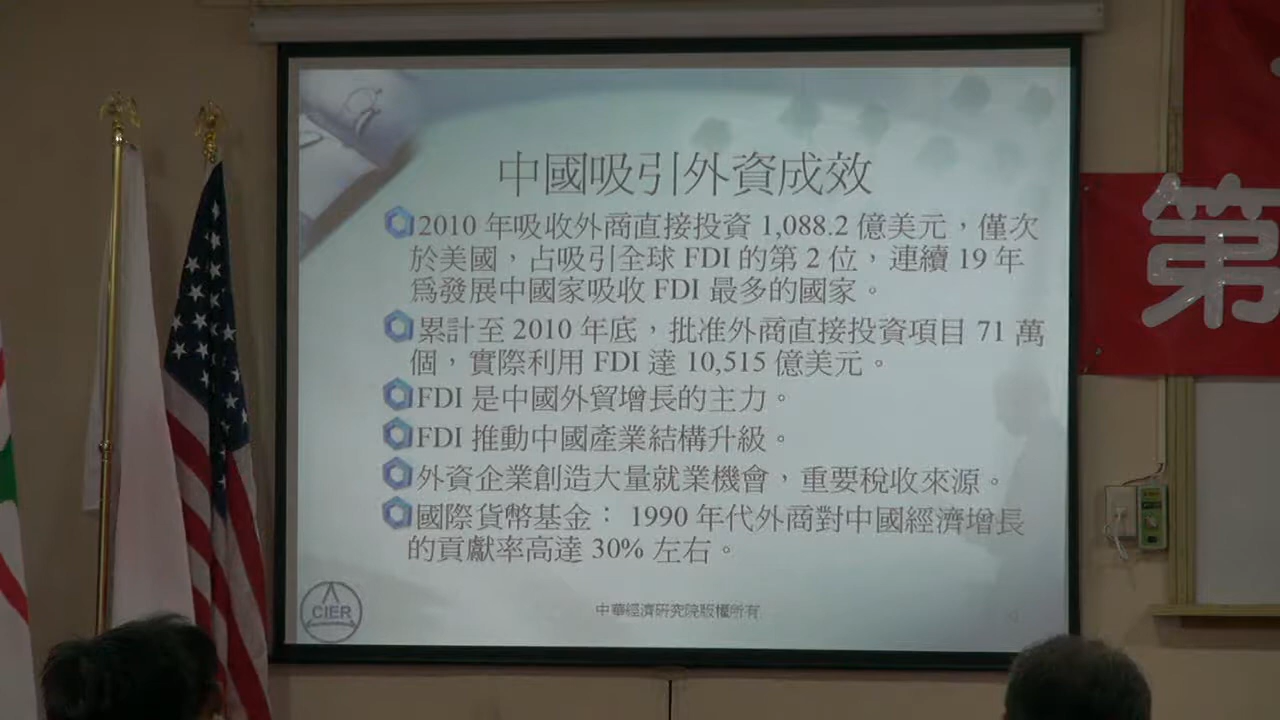 中國吸引外資成效
2010 年吸收外商直接投資 1,088.2 億美元，僅次
於美國，占吸引全球 FDI 的第 2 位，連續 19 年
為發展中國家吸收 FDI 最多的國家。
累計至 2010 年底，批准外商直接投資項目 71 萬
個，實際利用 FDI 達 10,515 億美元。
FDI 是中國外貿增長的主力。
FDI 推動中國產業結構升級。
外資企業創造大量就業機會，重要稅收來源。
國際貨幣基金： 1990 年代外商對中國經濟增長
的貢獻率高達 30% 左右。
CIER
中華經濟研究院版權所有
第